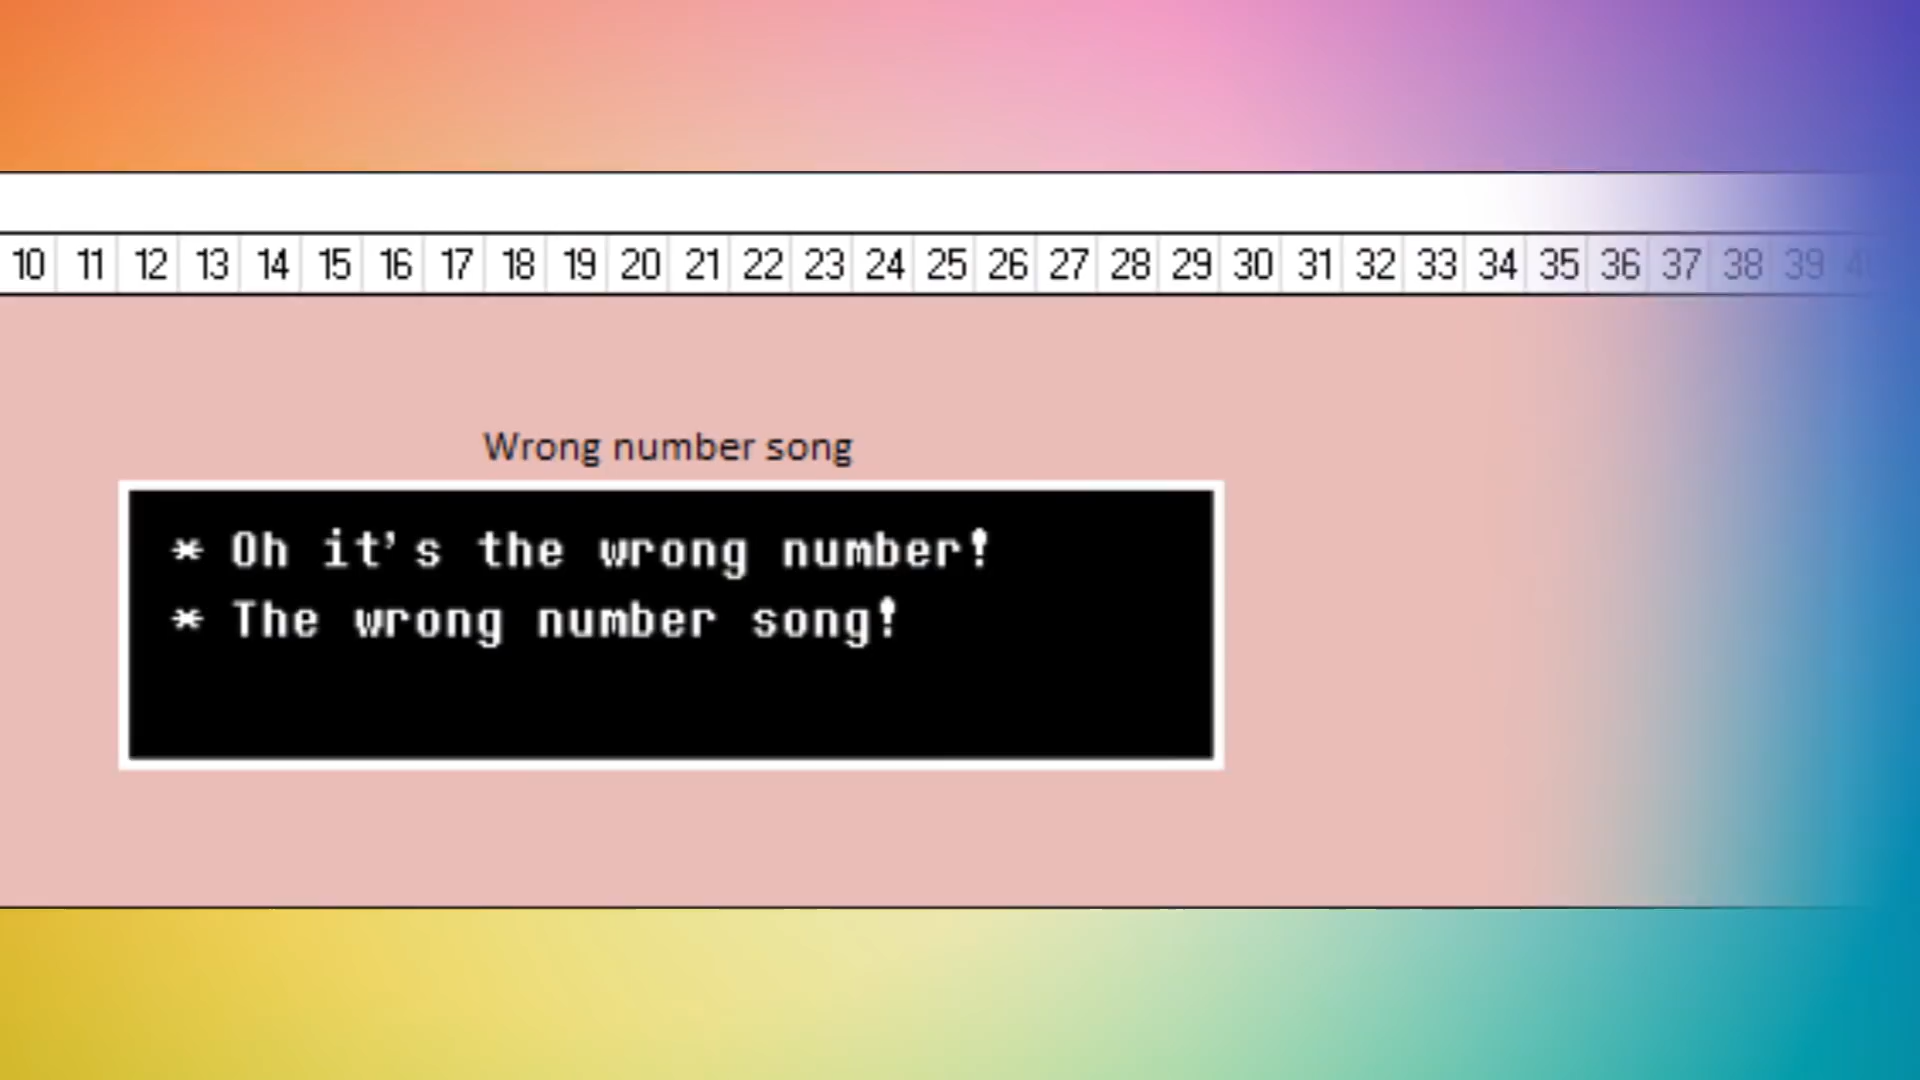 10 11 12 13 14 15 16 17 18 19 20 21 22 23 24 25 26 27 28 29 30 31 32 33 34 35 36 37 38 39
Wrong number song
* Oh it's the wrong number!
* The wrong number song!